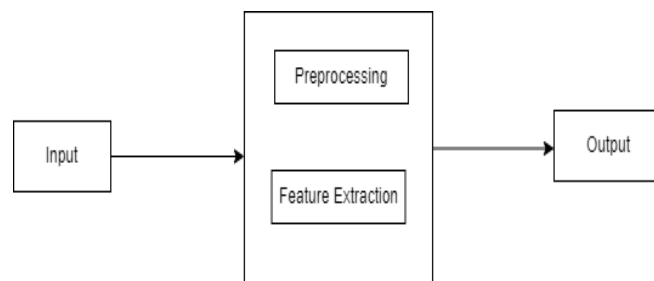 Input
Preprocessing
Feature Extraction
Output